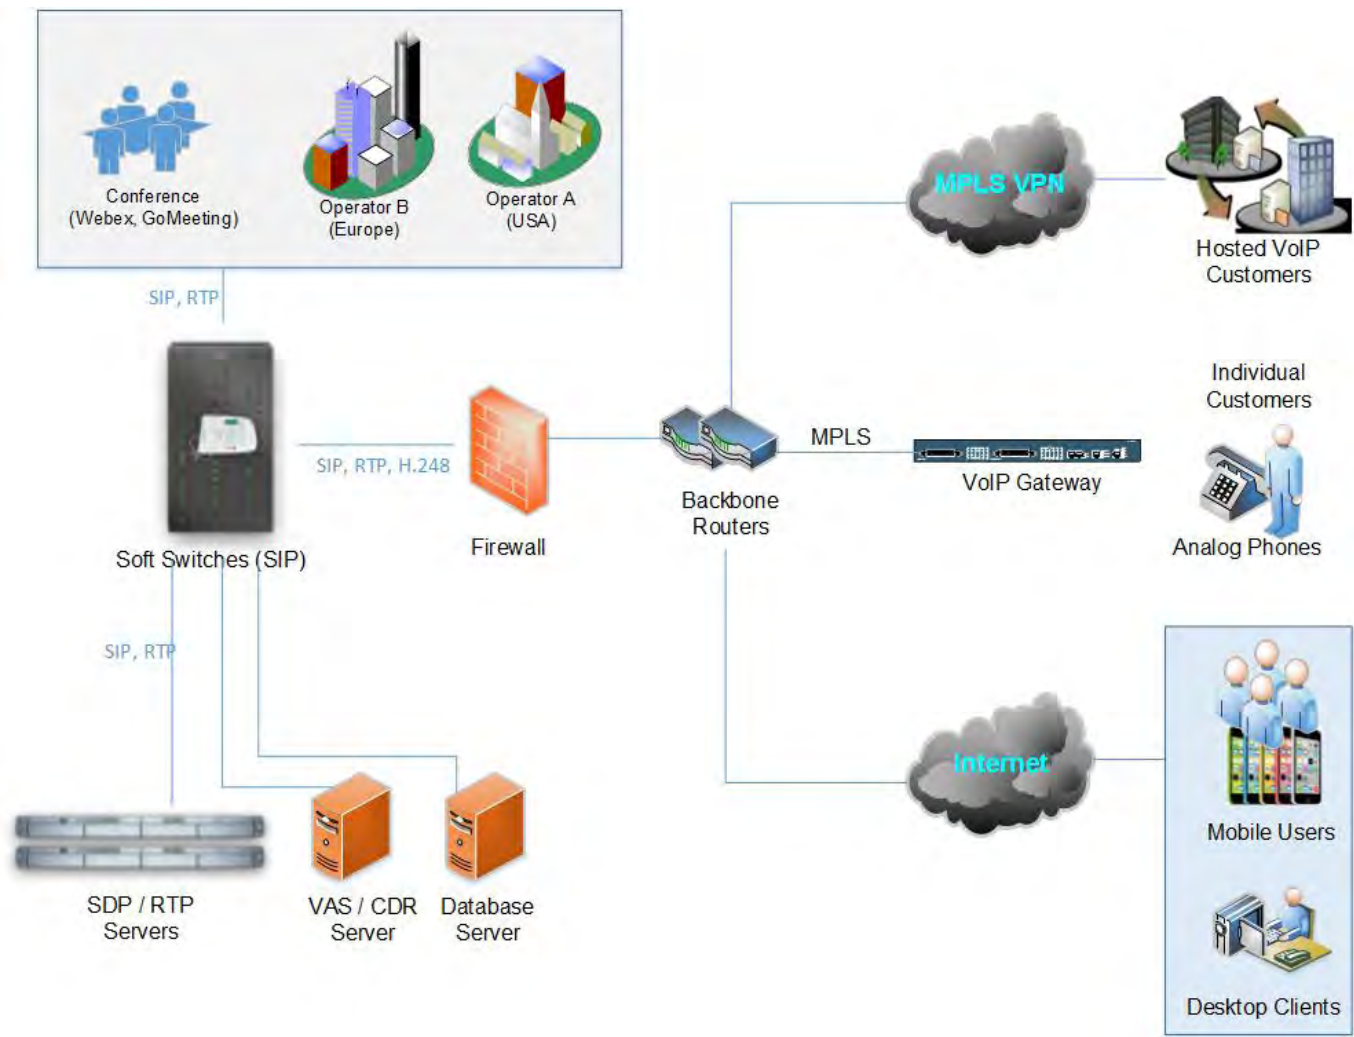 Conference
(Webex, GoMeeting)
Operator B
(Europe)
Operator A
(USA)
MPLS VPN
Hosted VoIP
Customers
SIP, RTP
SIP, RTP, H.248
Soft Switches (SIP)
Firewall
Backbone
Routers
MPLS
VoIP Gateway
Individual
Customers
Analog Phones
SIP, RTP
Internet
Mobile Users
Desktop Clients
SDP / RTP
Servers
VAS / CDR
Server
Database
Server